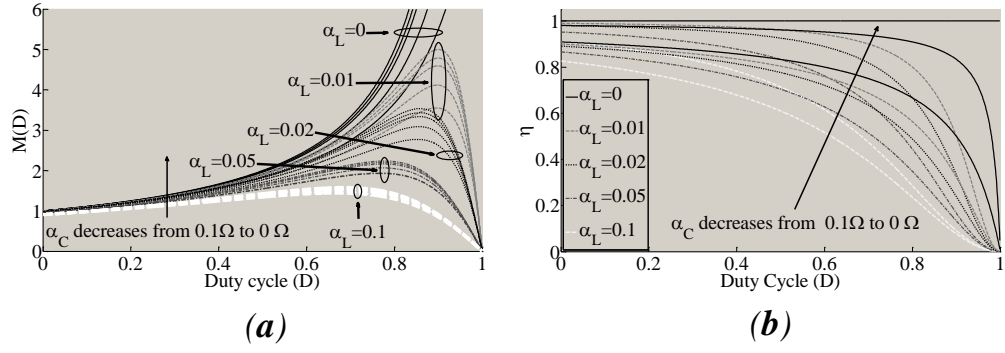 6
5
4
3
2
1
0
M(D)
α_L=0
α_L=0.01
α_L=0.02
α_L=0.05
α_C decreases from 0.1Ω to 0 Ω
α_L=0.1
0 0.2 0.4 0.6 0.8 1
Duty cycle (D)
(a)
1
0.8
0.6
0.4
0.2
0
η
α_L=0
α_L=0.01
α_L=0.02
α_L=0.05
α_L=0.1
α_C decreases from 0.1Ω to 0 Ω
0 0.2 0.4 0.6 0.8 1
Duty Cycle (D)
(b)